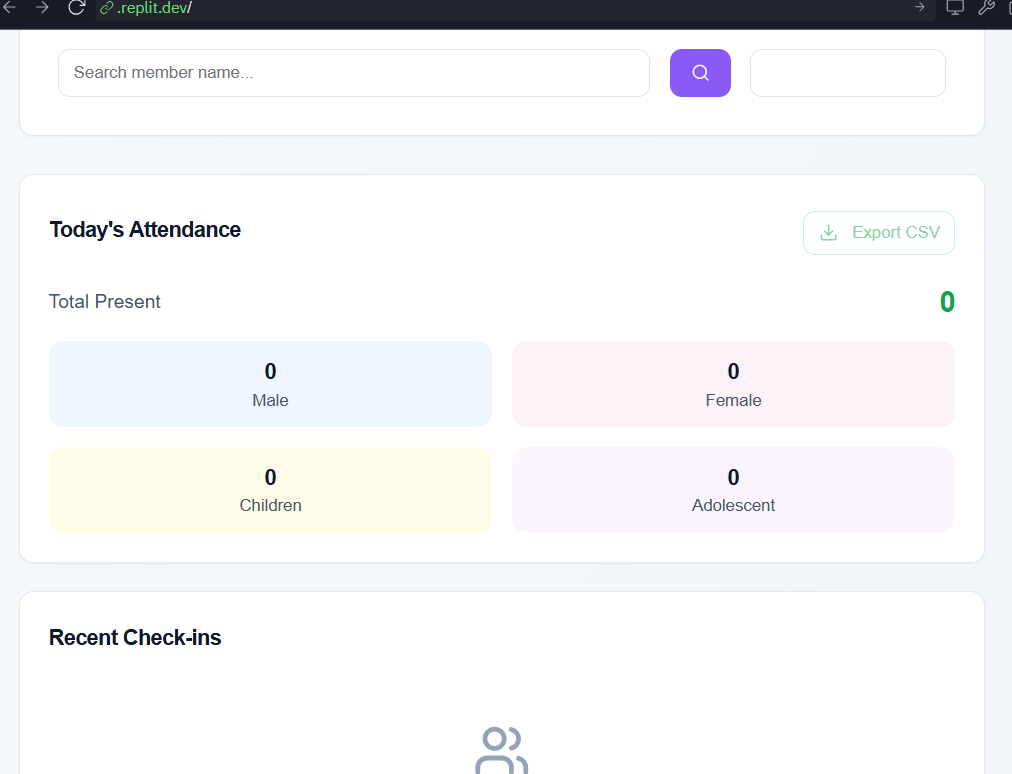 .replit.dev/
Search member name...
Today's Attendance
Export CSV
Total Present
0
0
Male
0
Female
0
Children
0
Adolescent
Recent Check-ins